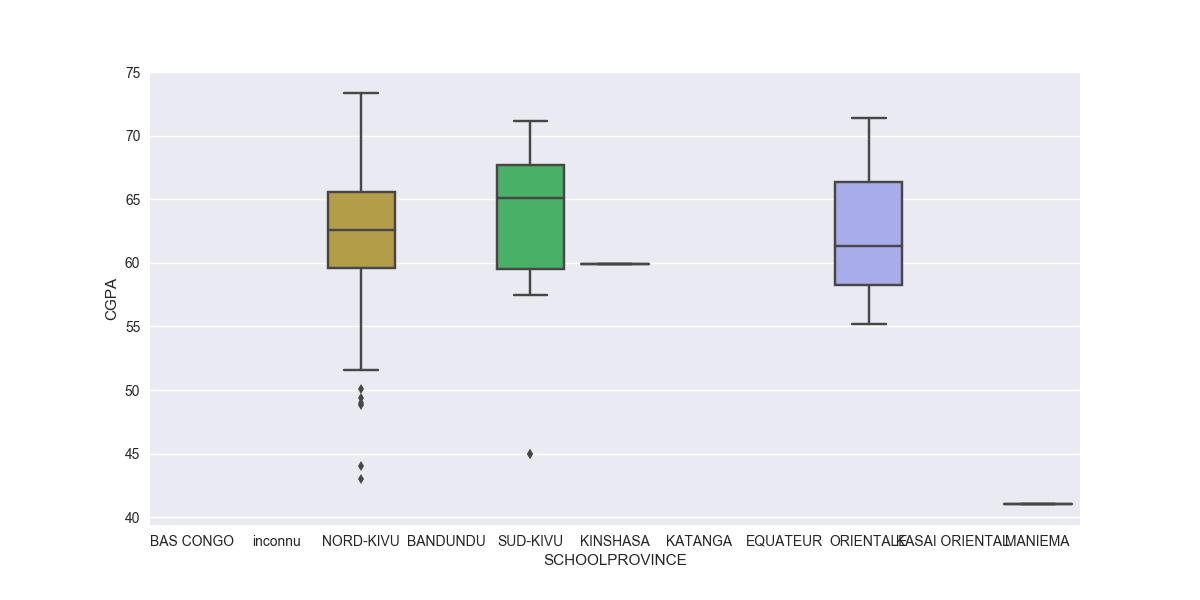 75
70
65
60
55
50
45
40
CGPA
BAS CONGO inconnu NORD-KIVU BANDUNDU SUD-KIVU KINSHASA KATANGA EQUATEUR ORIENTALE KASAI ORIENTAL MANIEMA
SCHOOLPROVINCE